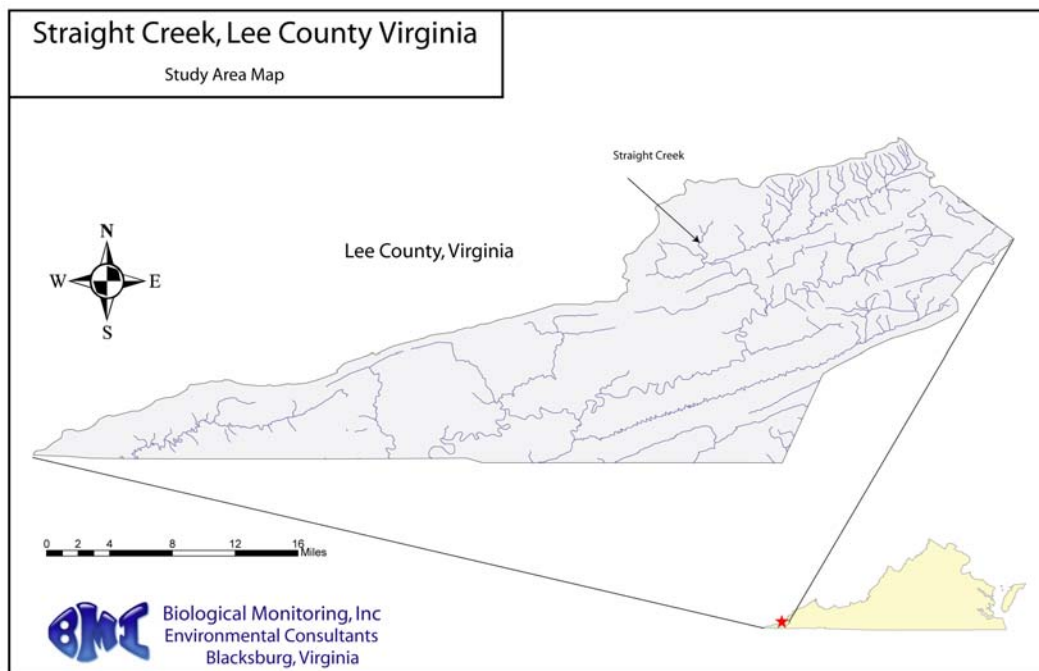 Straight Creek, Lee County Virginia
Study Area Map
Straight Creek
Lee County, Virginia
N
W E
S
0 2 4 8 12 16
Miles
BMI
Biological Monitoring, Inc
Environmental Consultants
Blacksburg, Virginia